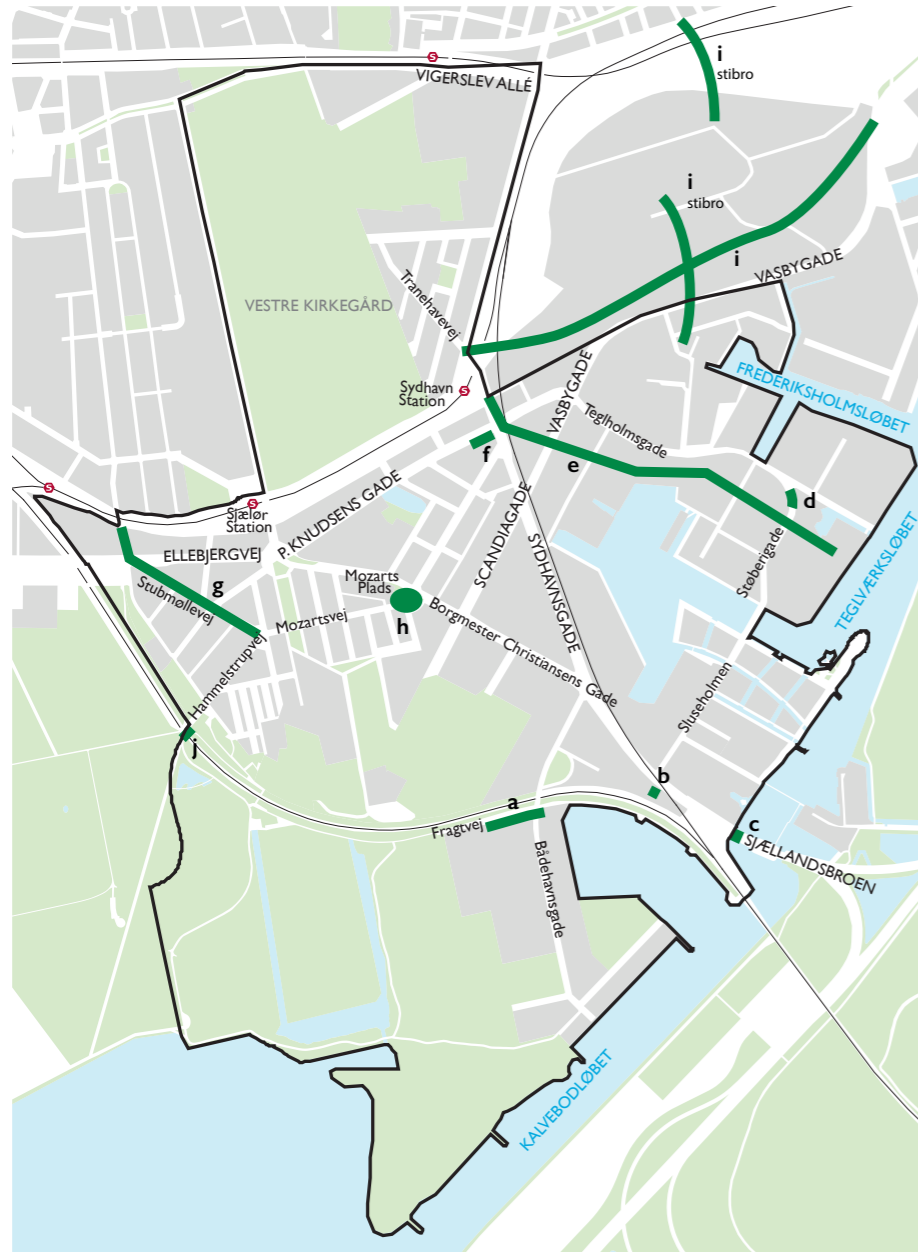 S
VIGERSLEV ALLÉ
i
stibro
i
stibro
i
VASBYGADE
Tranehavevej
VESTRE KIRKEGÅRD
FREDERIKSHOLMSLØBET
Sydhavn
Station
S
VASBYGADE
Teglholmsgade
f
e
d
S
Sjælør
Station
S
P. KNUDSENS GADE
ELLEBJERGVEJ
SCANDIAGADE
SYDHAVNSGADE
Støberigade
TEGLVÆRKSLØBET
g
Stubmøllevej
Mozarts
Plads
h
Mozartsvej
Borgmester Christiansens Gade
Hammelstrupvej
Sluseholmen
j
b
a
Fragtvej
c
SJÆLLANDSBROEN
Bådehavnsgade
KALVEBODLØBET